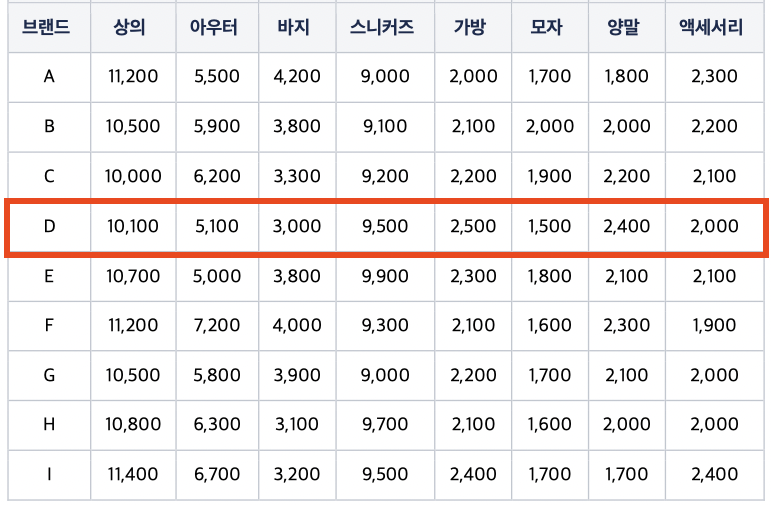 브랜드 상의 아우터 바지 스니커즈 가방 모자 양말 액세서리
A 11,200 5,500 4,200 9,000 2,000 1,700 1,800 2,300
B 10,500 5,900 3,800 9,100 2,100 2,000 2,000 2,200
C 10,000 6,200 3,300 9,200 2,200 1,900 2,200 2,100
D 10,100 5,100 3,000 9,500 2,500 1,500 2,400 2,000
E 10,700 5,000 3,800 9,900 2,300 1,800 2,100 2,100
F 11,200 7,200 4,000 9,300 2,100 1,600 2,300 1,900
G 10,500 5,800 3,900 9,000 2,200 1,700 2,100 2,000
H 10,800 6,300 3,100 9,700 2,100 1,600 2,000 2,000
I 11,400 6,700 3,200 9,500 2,400 1,700 1,700 2,400